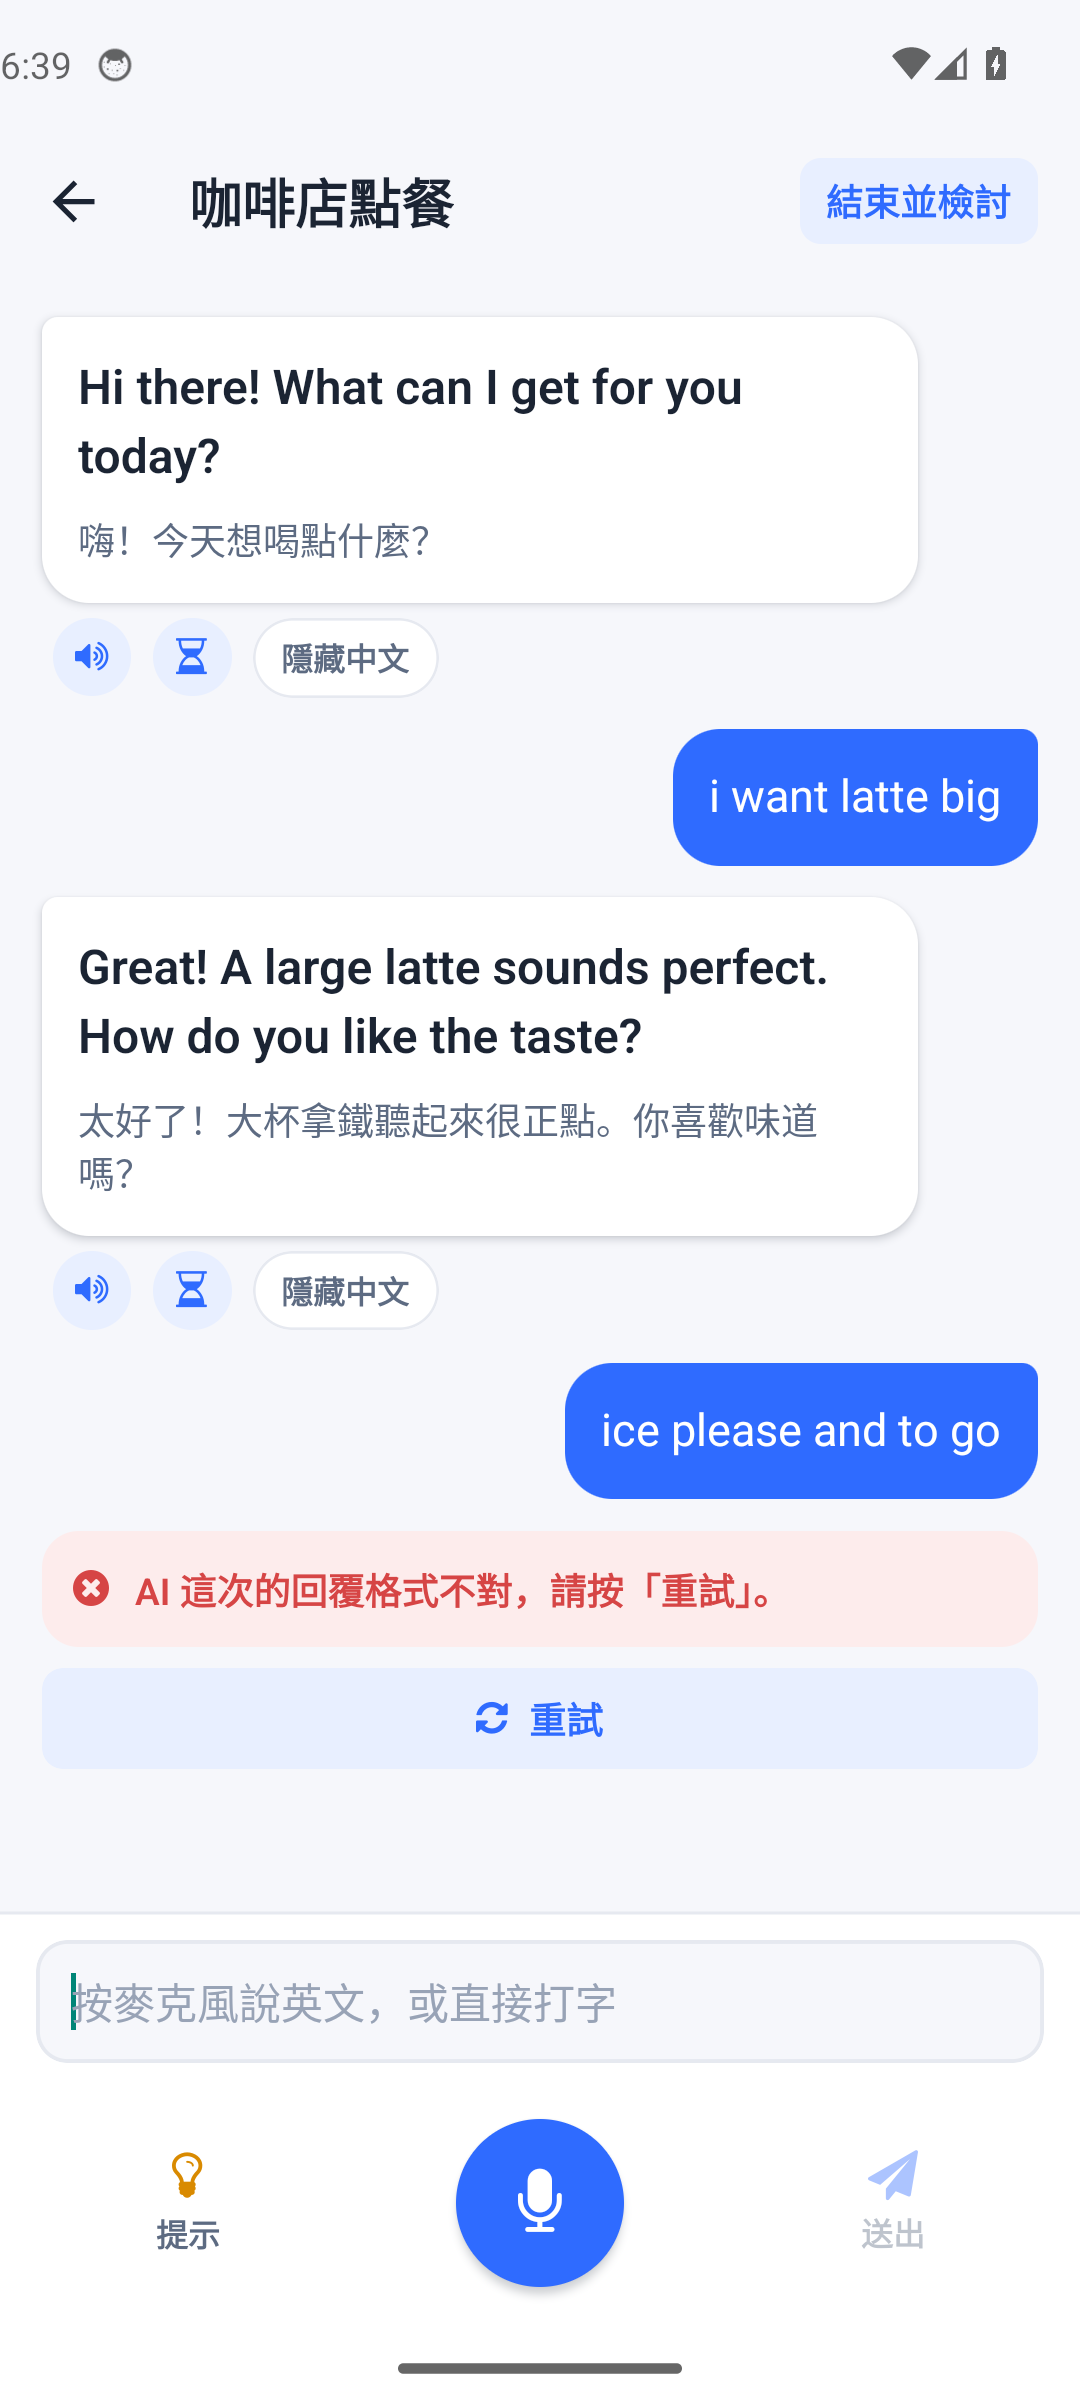 6:39
咖啡店點餐
結束並檢討
Hi there! What can I get for you
today?
嗨！今天想喝點什麼？
隱藏中文
i want latte big
Great! A large latte sounds perfect.
How do you like the taste?
太好了！大杯拿鐵聽起來很正點。你喜歡味道
嗎？
隱藏中文
ice please and to go
AI 這次的回覆格式不對，請按「重試」。
重試
按麥克風說英文，或直接打字
提示
送出